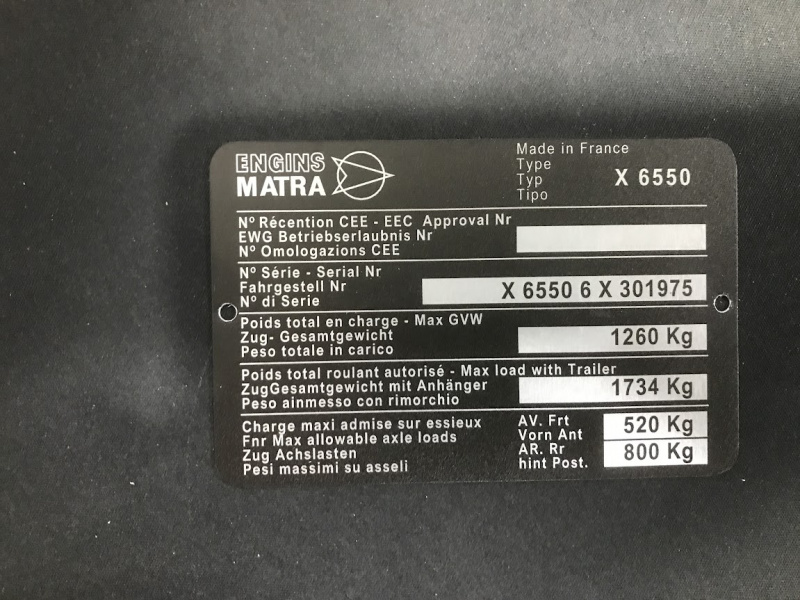 ENGINS
MATRA
Made in France
Type
Typ
Tipo
X 6550
Nº Récention CEE - EEC Approval Nr
EWG Betriebserlaubnis Nr
Nº Omologazions CEE
Nº Série - Serial Nr
Fahrgestell Nr
Nº di Serie
X 6550 6 X 301975
Poids total en charge - Max GVW
Zug- Gesamtgewicht
Peso totale in carico
1260 Kg
Poids total roulant autorisé - Max load with Trailer
ZugGesamtgewicht mit Anhänger
Peso ainmesso con rimorchio
1734 Kg
Charge maxi admise sur essieux
Fnr Max allowable axle loads
Zug Achslasten
Pesi massimi su asseli
AV. Frt
Vorn Ant
520 Kg
AR. Rr
hint Post.
800 Kg